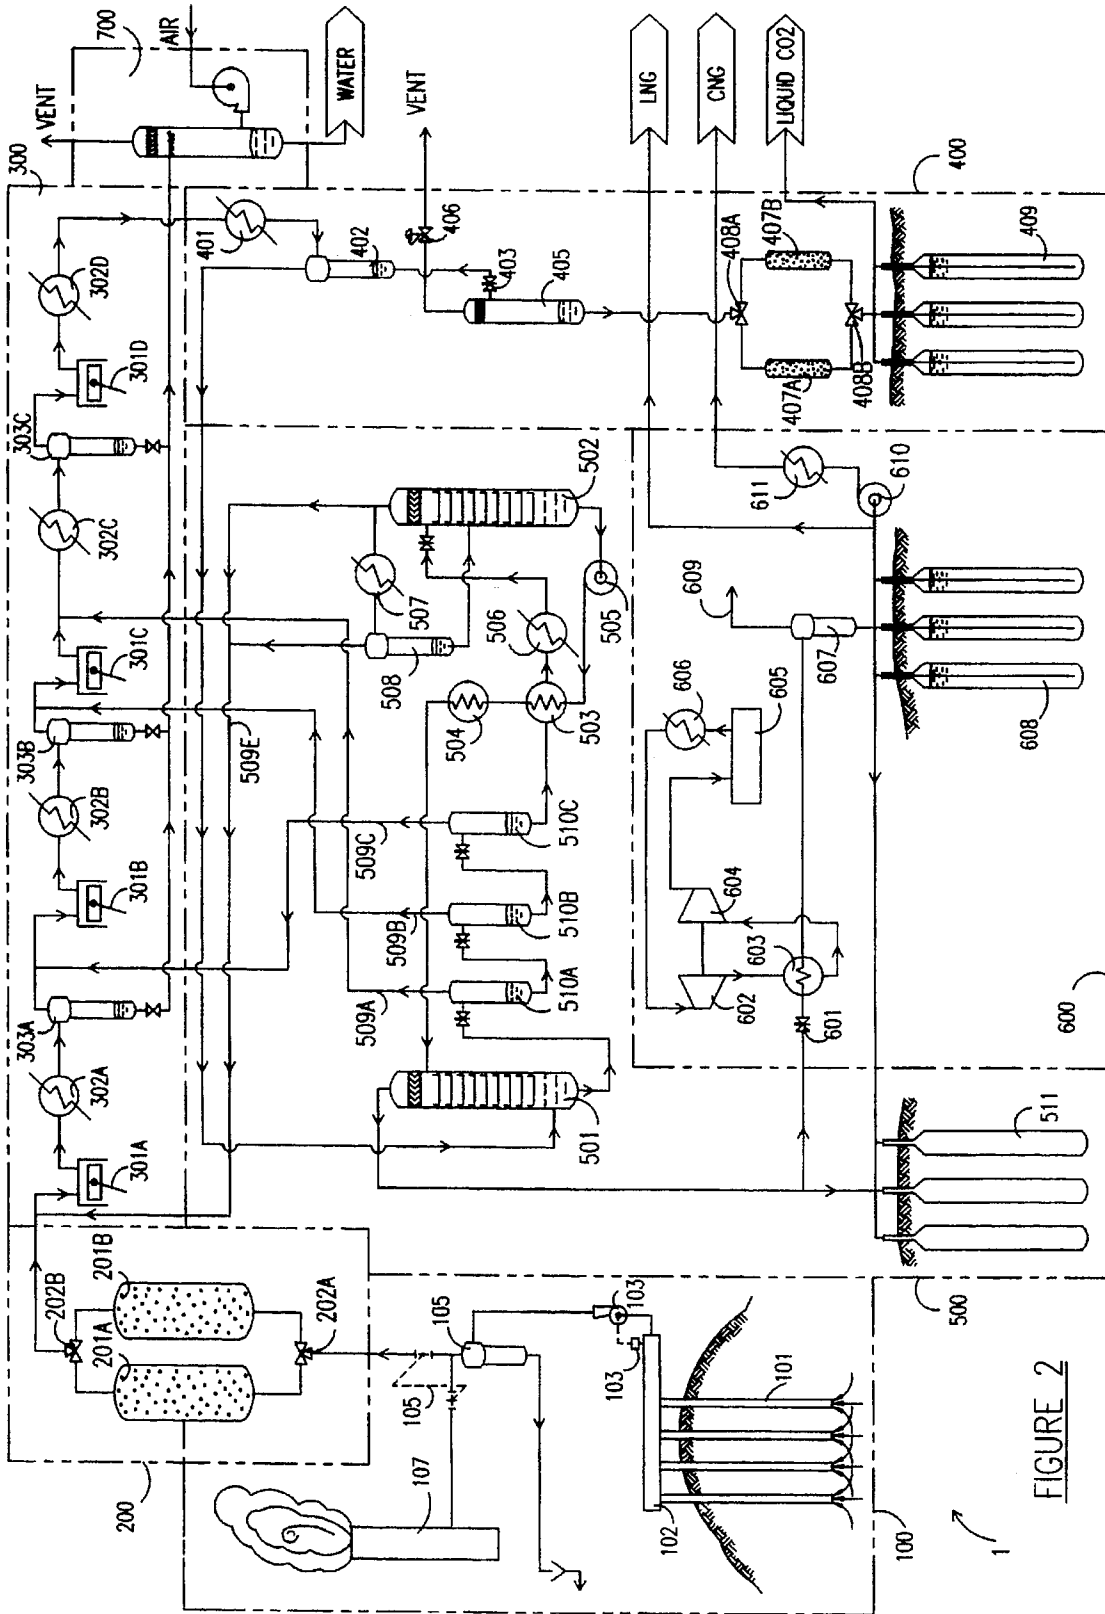 FIGURE 2
1
100
101
102
103
103
105
105
107
200
201A
201B
202A
202B
300
301A
302A
303A
301B
302B
303B
301C
302C
303C
301D
302D
700
VENT
AIR
WATER
VENT
400
401
402
403
405
406
407A
407B
408A
408B
409
LNG
CNG
LIQUID CO2
500
501
502
503
504
505
506
507
508
509A
509B
509C
509E
510A
510B
510C
511
600
601
602
603
604
605
606
607
608
609
610
611